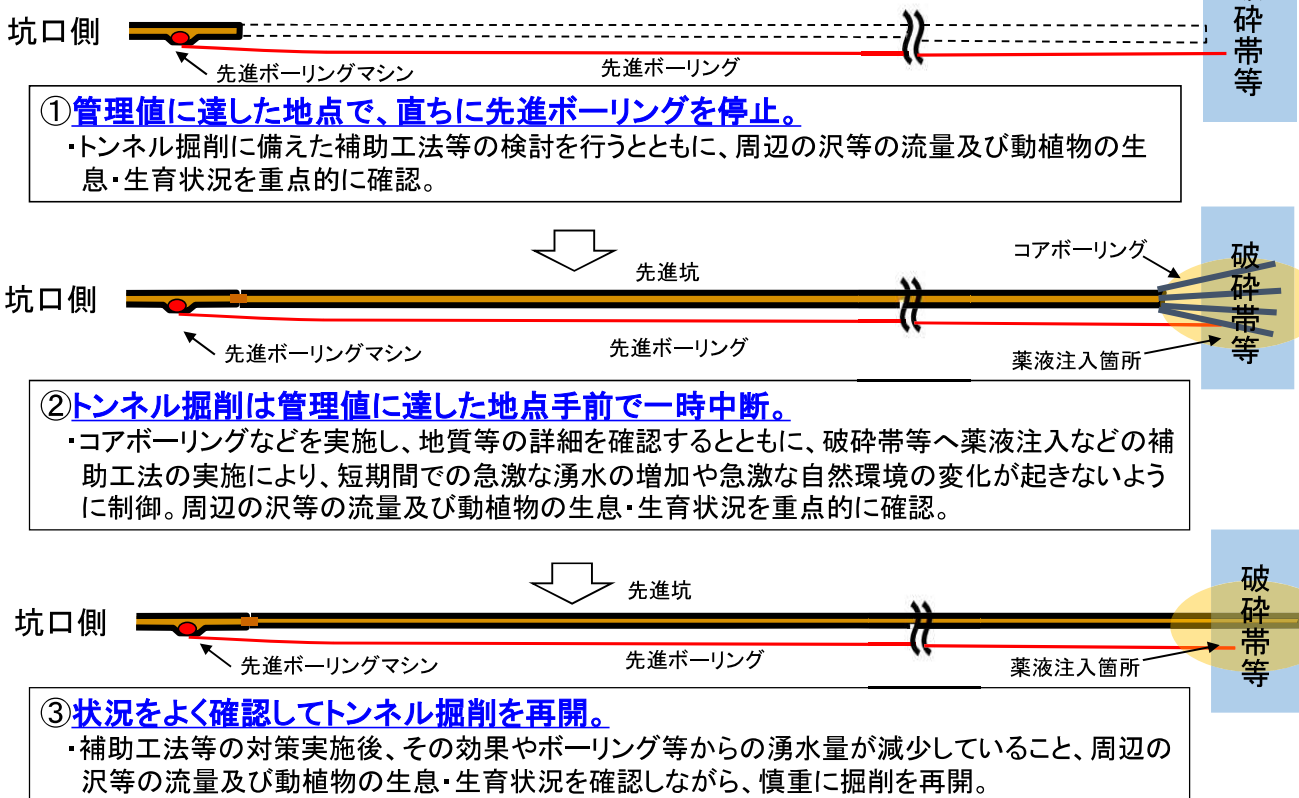 坑口側
先進ボーリングマシン
先進ボーリング
砕帯等
①管理値に達した地点で、直ちに先進ボーリングを停止。
・トンネル掘削に備えた補助工法等の検討を行うとともに、周辺の沢等の流量及び動植物の生
息・生育状況を重点的に確認。
コアボーリング
先進坑
坑口側
破砕帯等
先進ボーリングマシン
先進ボーリング
薬液注入箇所
②トンネル掘削は管理値に達した地点手前で一時中断。
・コアボーリングなどを実施し、地質等の詳細を確認するとともに、破砕帯等へ薬液注入などの補
助工法の実施により、短期間での急激な湧水の増加や急激な自然環境の変化が起きないよう
に制御。周辺の沢等の流量及び動植物の生息・生育状況を重点的に確認。
先進坑
坑口側
破砕帯等
先進ボーリングマシン
先進ボーリング
薬液注入箇所
③状況をよく確認してトンネル掘削を再開。
・補助工法等の対策実施後、その効果やボーリング等からの湧水量が減少していること、周辺の
沢等の流量及び動植物の生息・生育状況を確認しながら、慎重に掘削を再開。